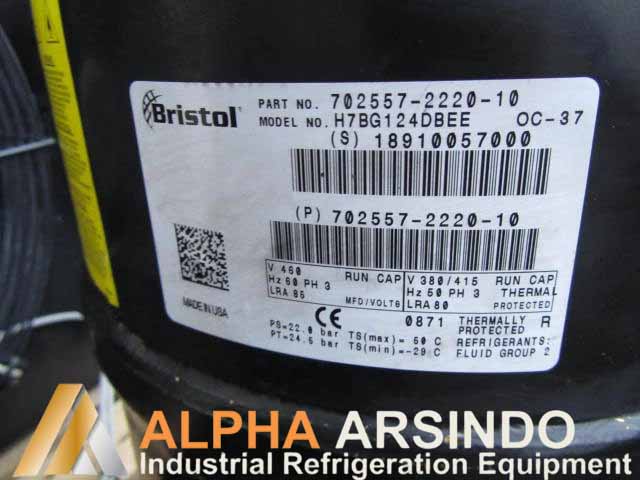 Bristol®
PART NO. 702557-2220-10
MODEL NO. H7BG124DBEE OC-37
(S) 18910057000
(P) 702557-2220-10
V 460
Hz 60 PH 3 RUN CAP
LRA 85 MFD/VOLTS
V 380/415 RUN CAP
Hz 50 PH 3 THERMAL
LRA 80 PROTECTED
MADE IN USA
CE 0871 THERMALLY R
PROTECTED
PS=22.0 bar TS(max)= 50 C REFRIGERANTS:
PT=24.5 bar TS(min)=-29 C FLUID GROUP 2
ALPHA ARSINDO
Industrial Refrigeration Equipment